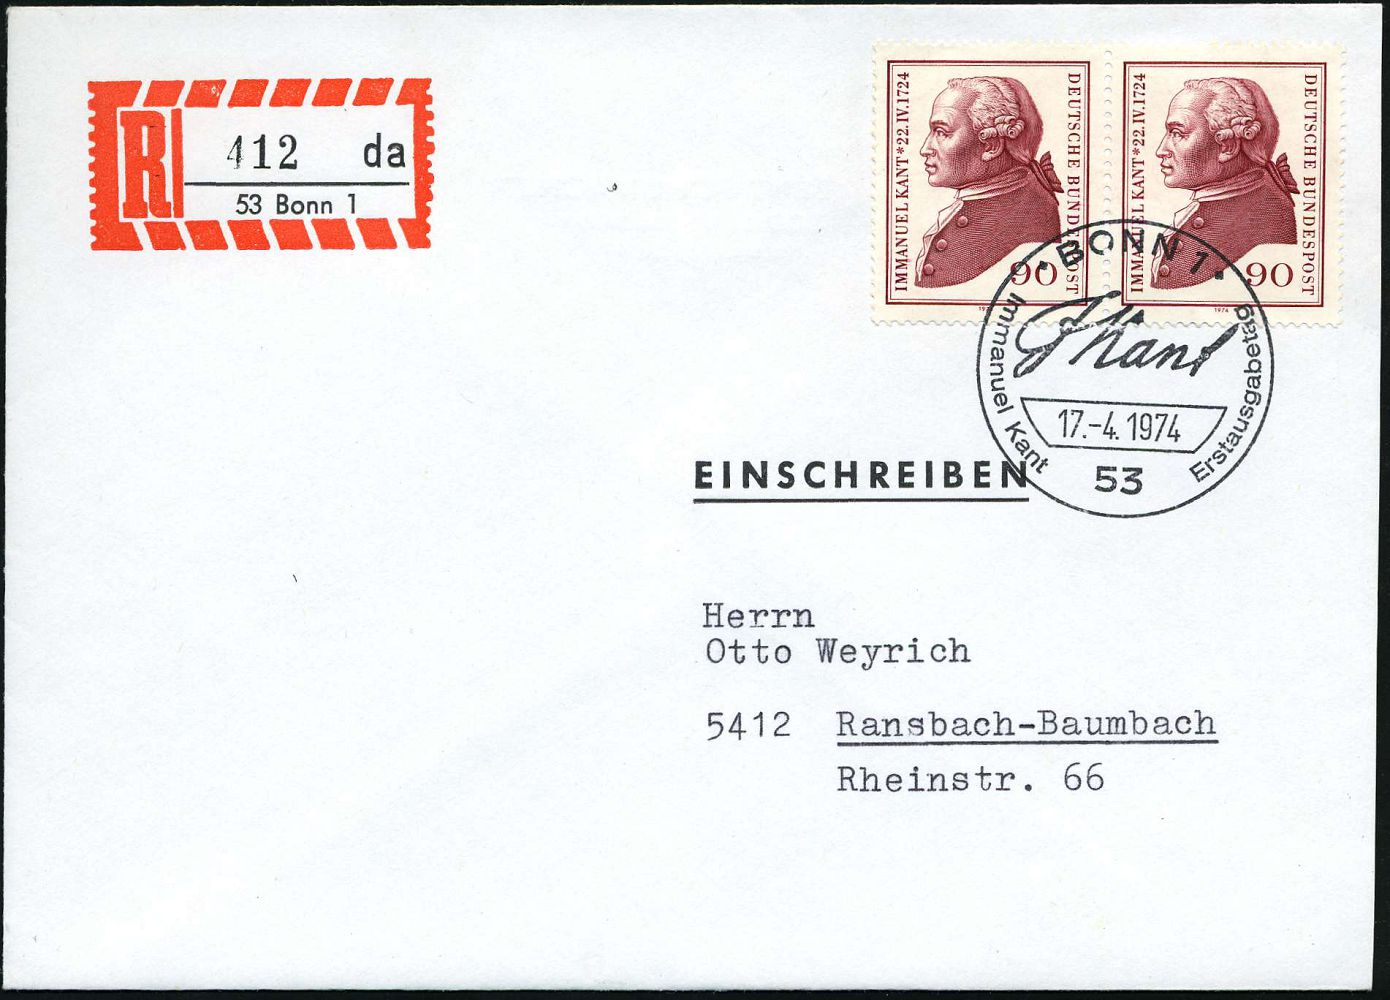 R
412 da
53 Bonn 1
IMMANUEL KANT * 22.IV.1724
DEUTSCHE BUNDESPOST
90
IMMANUEL KANT * 22.IV.1724
DEUTSCHE BUNDESPOST
90
1974
· BONN 1 ·
Immanuel Kant
Erstausgabetag
I Kant
17.-4. 1974
53
EINSCHREIBEN
Herrn
Otto Weyrich
5412 Ransbach-Baumbach
Rheinstr. 66